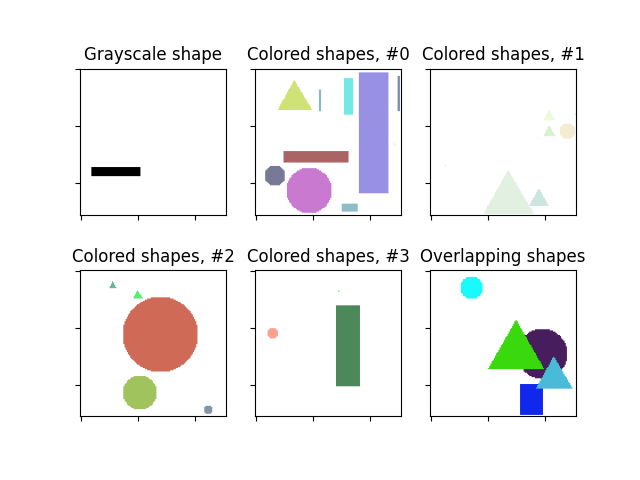 Grayscale shape
Colored shapes, #0
Colored shapes, #1
Colored shapes, #2
Colored shapes, #3
Overlapping shapes